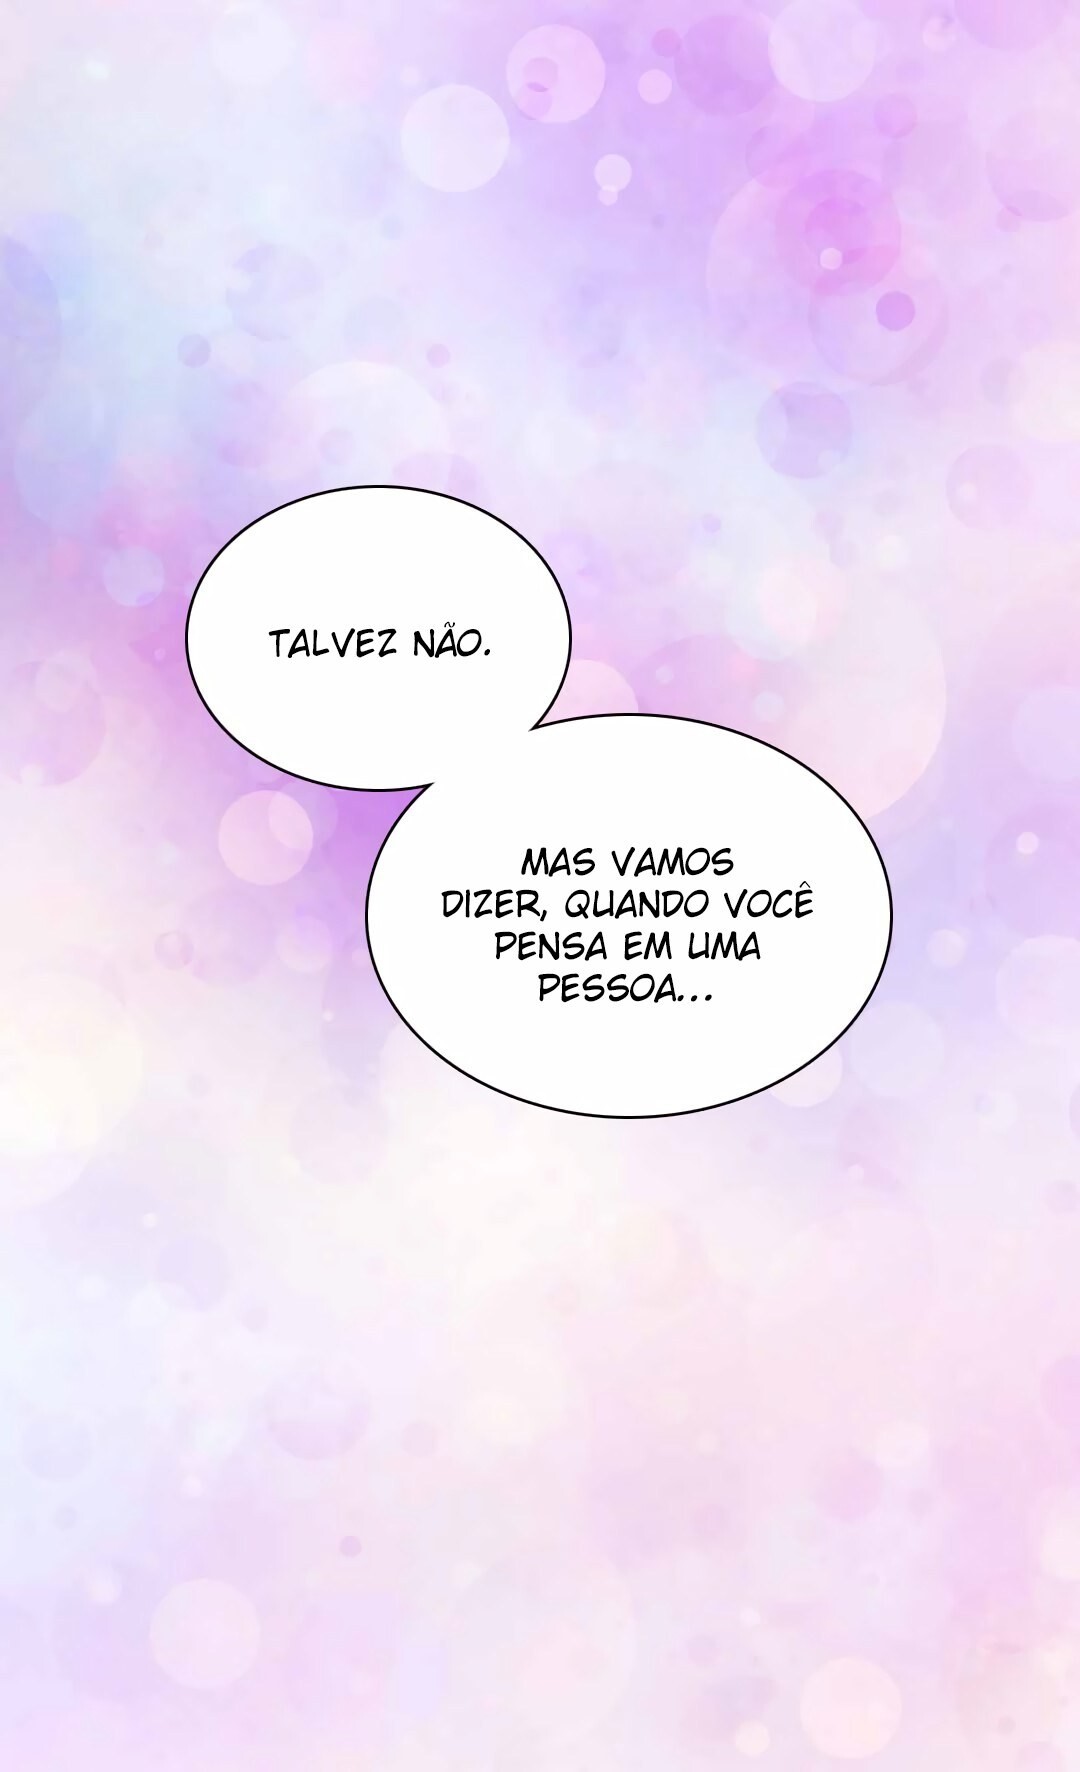 TALVEZ NÃO.
MAS VAMOS
DIZER, QUANDO VOCÊ
PENSA EM UMA
PESSOA...